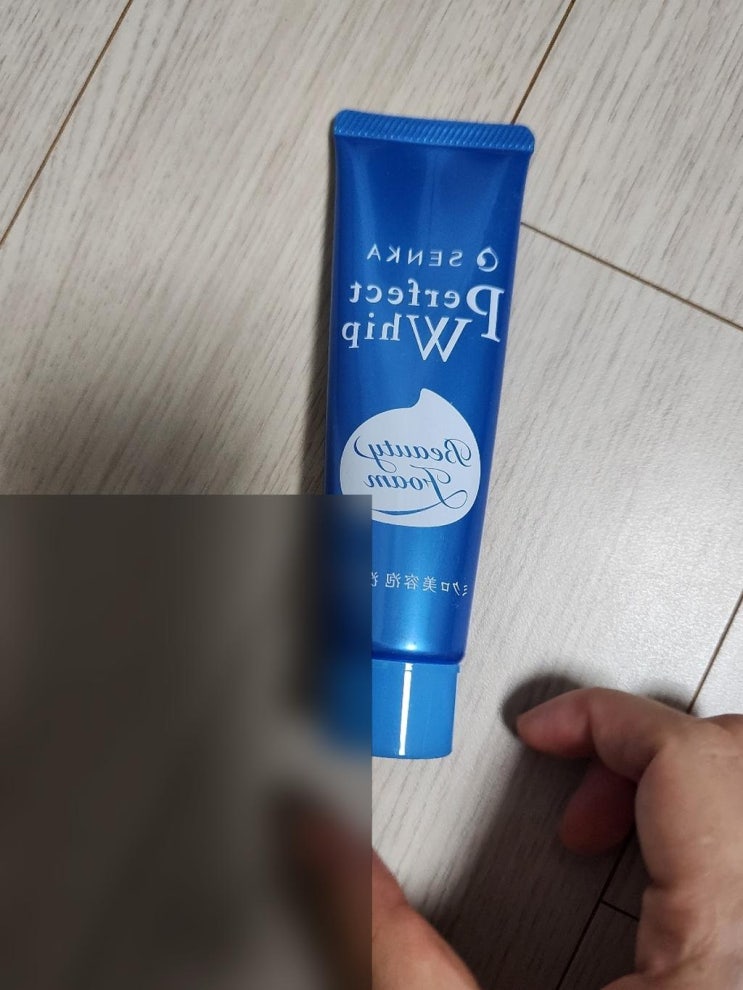 SENKA
Perfect
Whip
Beauty
Foam
ミクロ美容泡